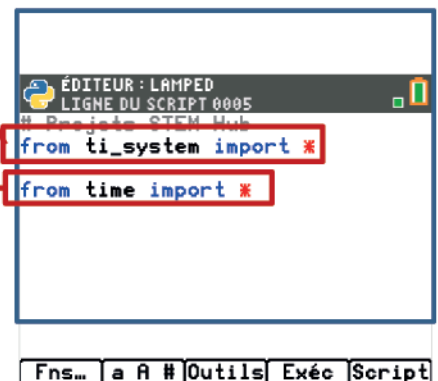 ÉDITEUR : LAMPED
LIGNE DU SCRIPT 0005
# Projets STEM Hub
from ti_system import *
from time import *
Fns… a A # Outils Exéc Script